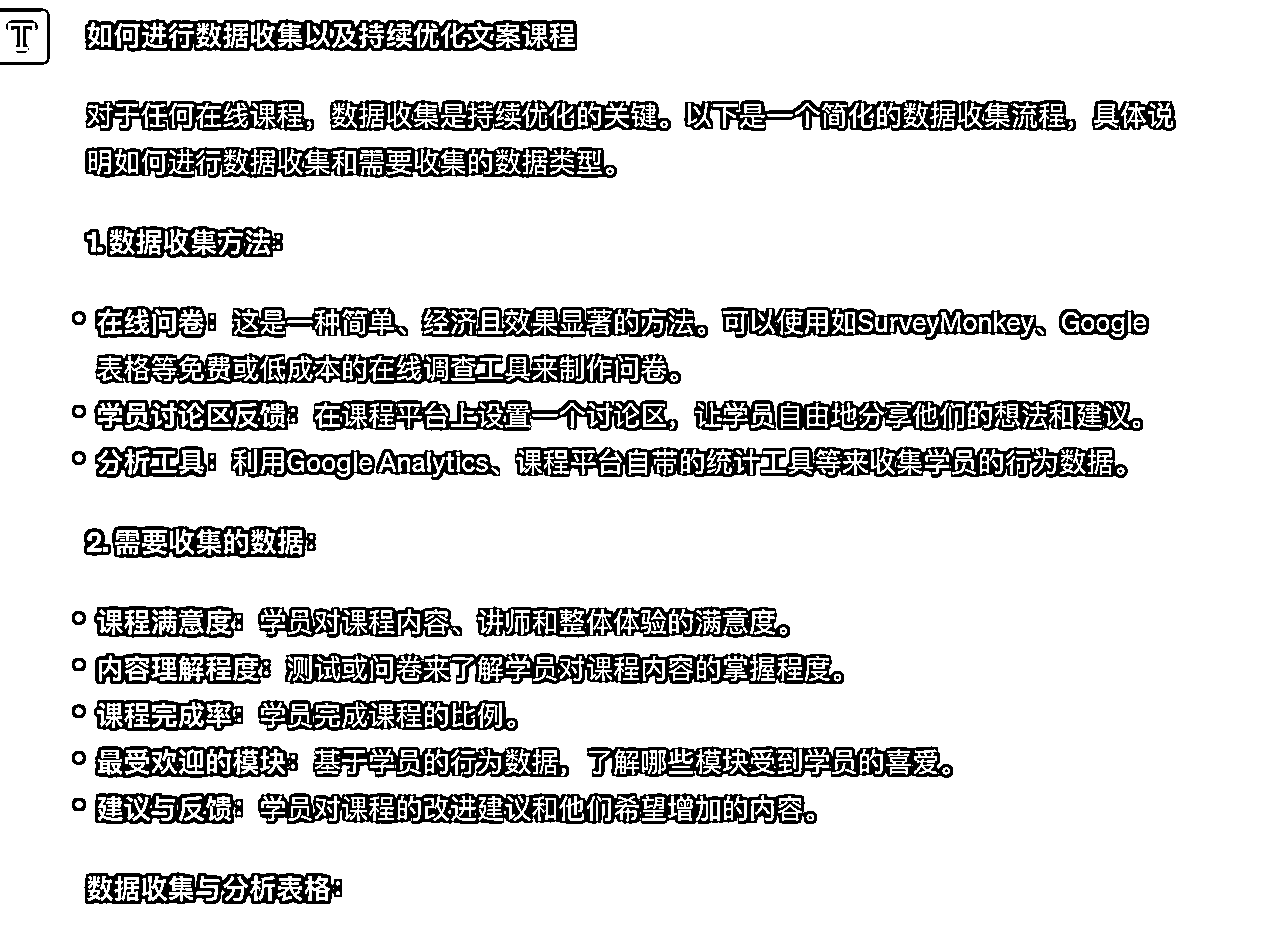 T
如何进行数据收集以及持续优化文案课程
对于任何在线课程，数据收集是持续优化的关键。以下是一个简化的数据收集流程，具体说
明如何进行数据收集和需要收集的数据类型。
1. 数据收集方法：
在线问卷：这是一种简单、经济且效果显著的方法。可以使用如SurveyMonkey、Google
表格等免费或低成本的在线调查工具来制作问卷。
学员讨论区反馈：在课程平台上设置一个讨论区，让学员自由地分享他们的想法和建议。
分析工具：利用Google Analytics、课程平台自带的统计工具等来收集学员的行为数据。
2. 需要收集的数据：
课程满意度：学员对课程内容、讲师和整体体验的满意度。
内容理解程度：测试或问卷来了解学员对课程内容的掌握程度。
课程完成率：学员完成课程的比例。
最受欢迎的模块：基于学员的行为数据，了解哪些模块受到学员的喜爱。
建议与反馈：学员对课程的改进建议和他们希望增加的内容。
数据收集与分析表格：